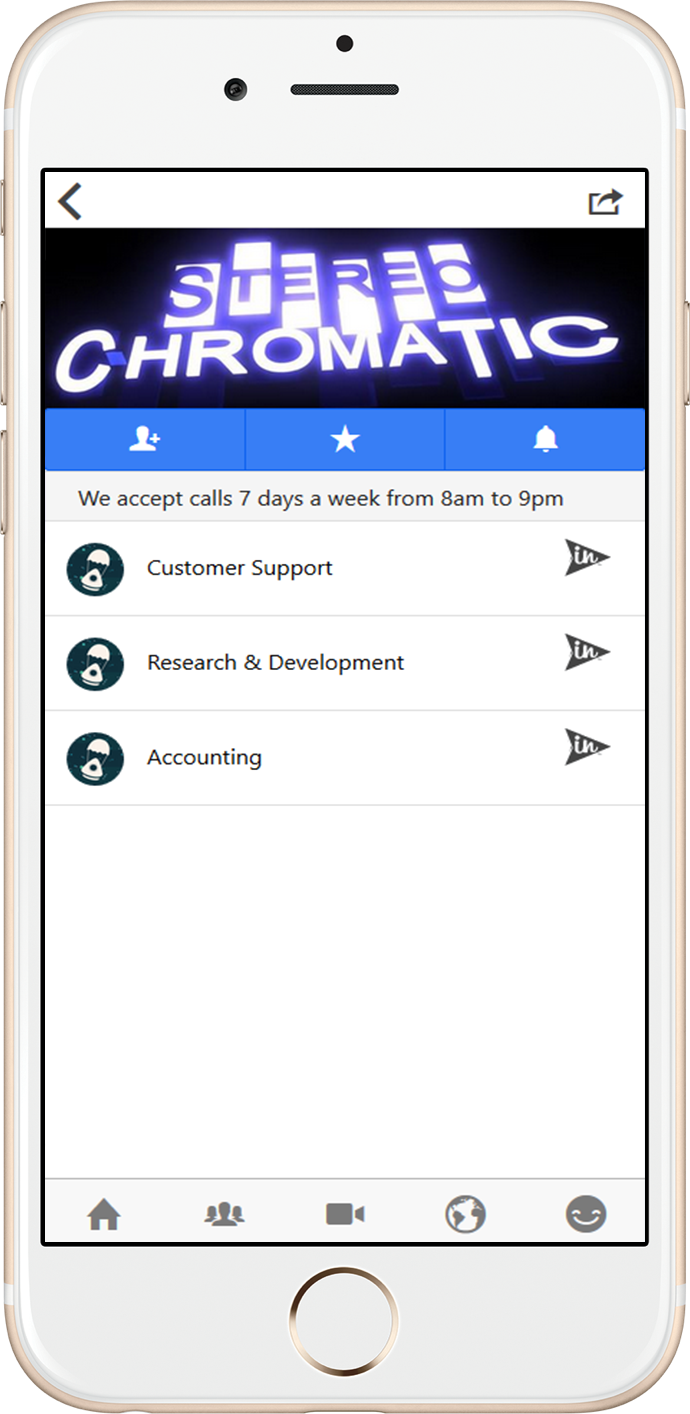 STEREO
CHROMATIC
We accept calls 7 days a week from 8am to 9pm
Customer Support
in
Research & Development
in
Accounting
in